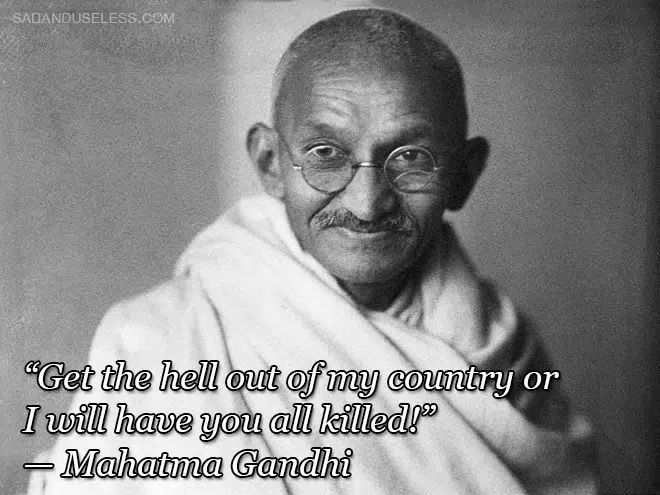 SADANDUSELESS.COM
“Get the hell out of my country or
I will have you all killed!”
— Mahatma Gandhi